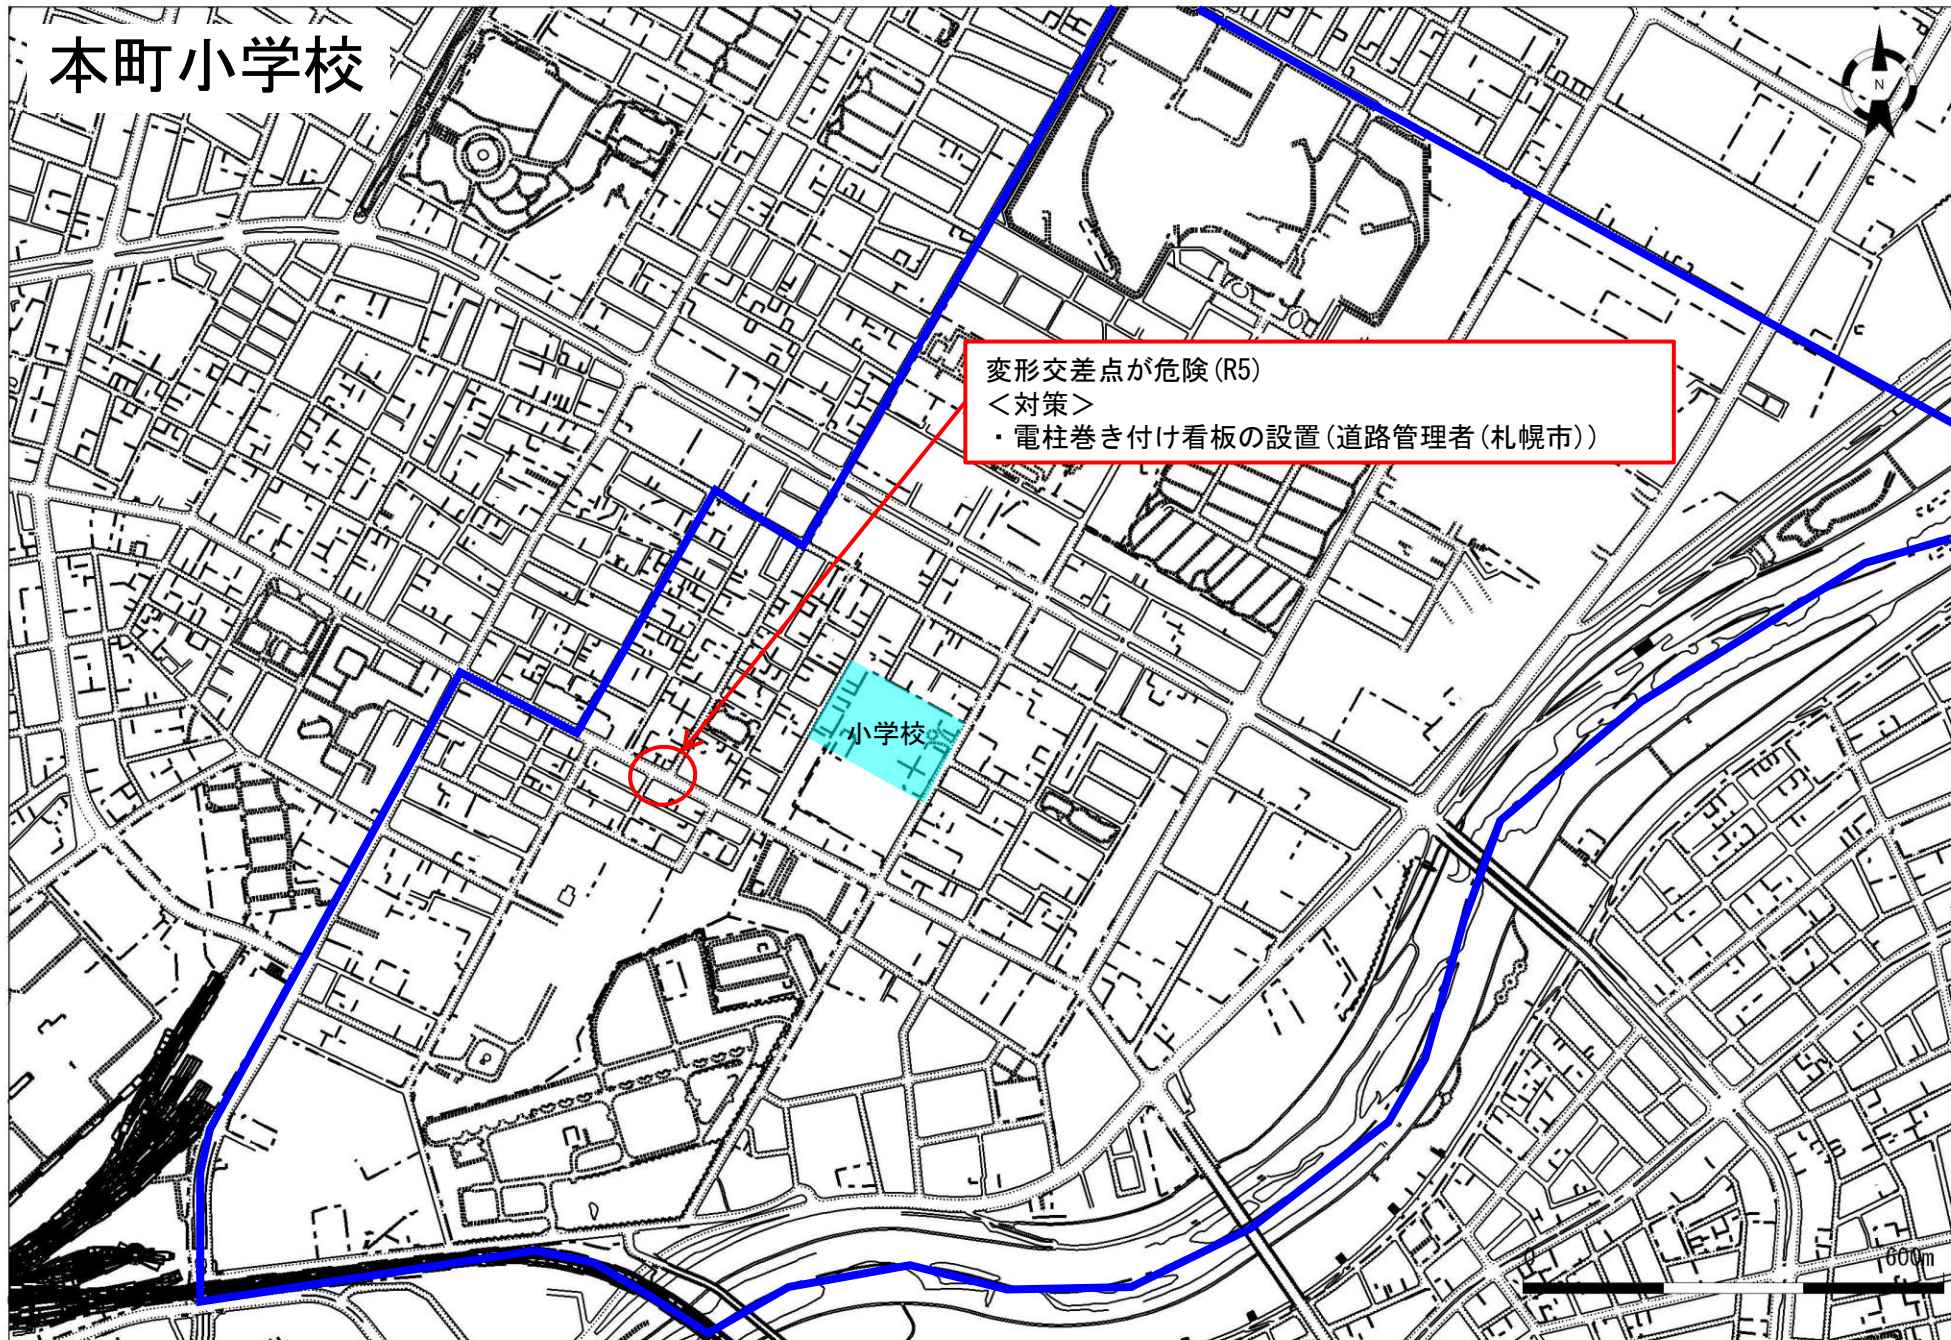 本町小学校
N
変形交差点が危険(R5)
＜対策＞
・電柱巻き付け看板の設置(道路管理者(札幌市))
小学校
0 600m